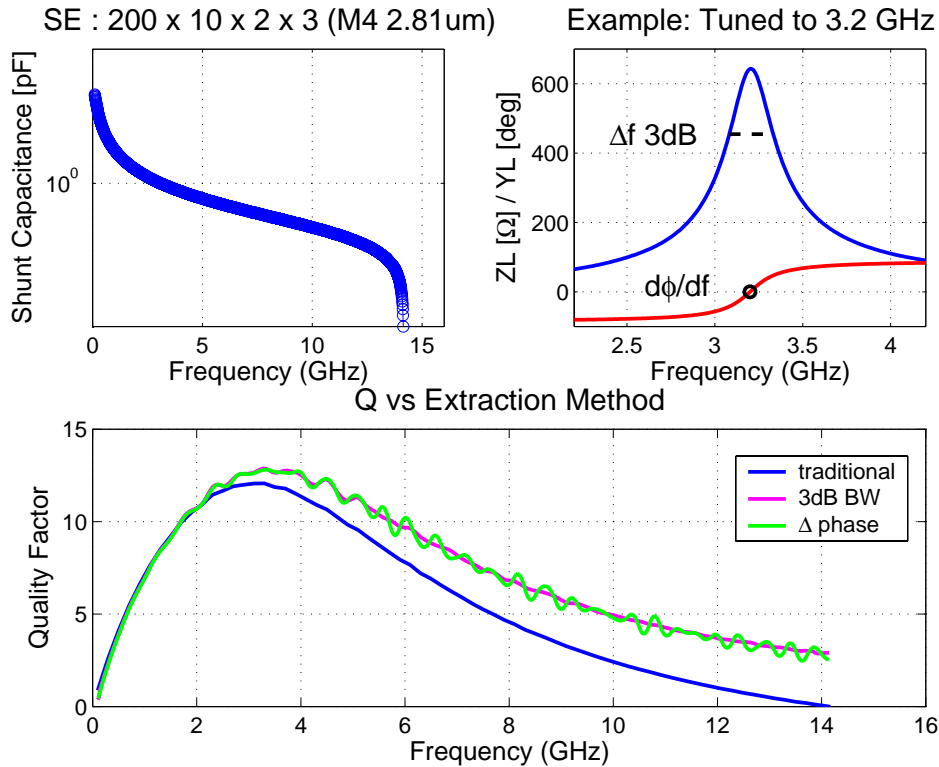 SE : 200 x 10 x 2 x 3 (M4 2.81um)
Shunt Capacitance [pF]
10^0
0 5 10 15
Frequency (GHz)
Example: Tuned to 3.2 GHz
ZL [Ω] / YL [deg]
600
400
200
0
Δf 3dB
dϕ/df
2.5 3 3.5 4
Frequency (GHz)
Q vs Extraction Method
Quality Factor
15
10
5
0
traditional
3dB BW
Δ phase
0 2 4 6 8 10 12 14 16
Frequency (GHz)